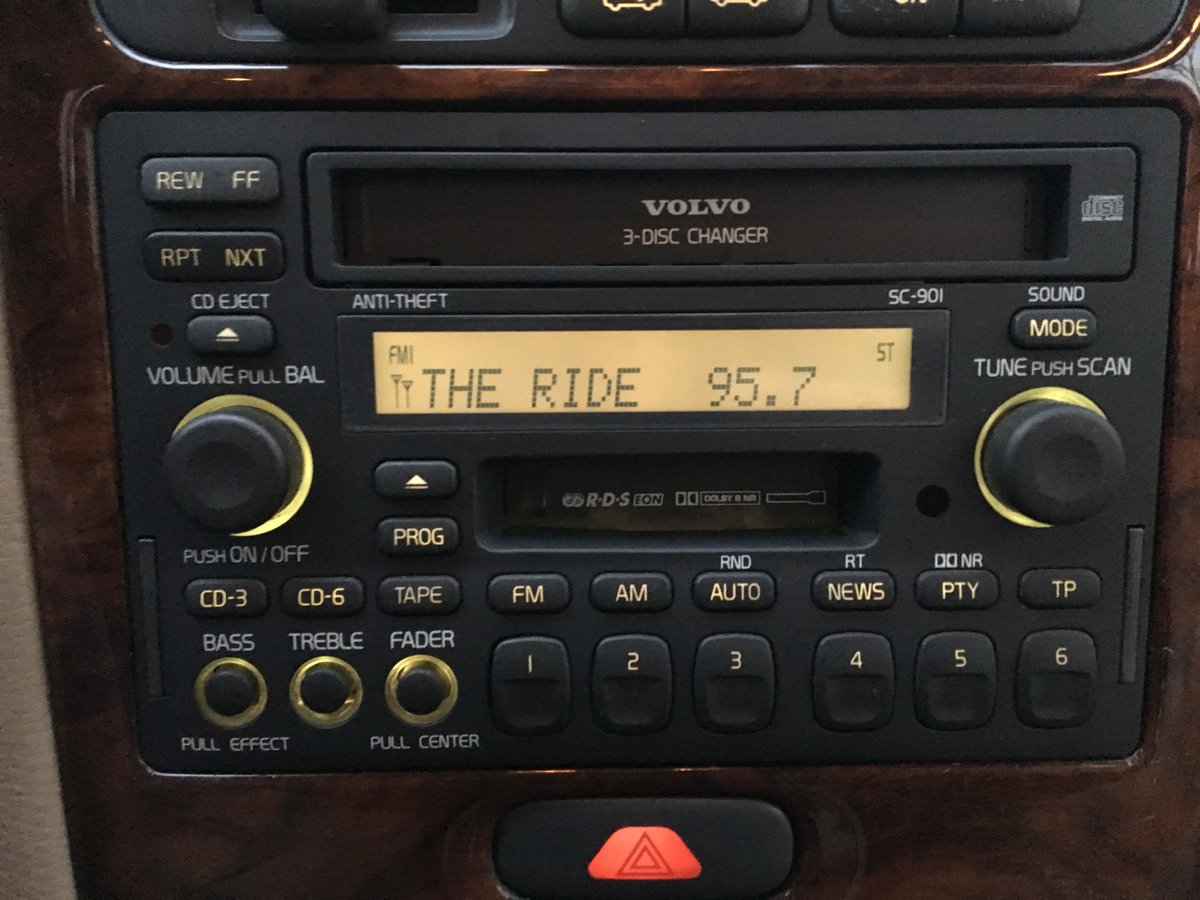 REW FF
VOLVO
3-DISC CHANGER
disc
RPT NXT
CD EJECT
ANTI-THEFT
SC-901
SOUND
MODE
FM1
ST
THE RIDE 95.7
VOLUME PULL BAL
TUNE PUSH SCAN
R·D·S EON
DOLBY B NR
PROG
PUSH ON / OFF
RND
RT
NR
CD-3
CD-6
TAPE
FM
AM
AUTO
NEWS
PTY
TP
BASS
TREBLE
FADER
1
2
3
4
5
6
PULL EFFECT
PULL CENTER